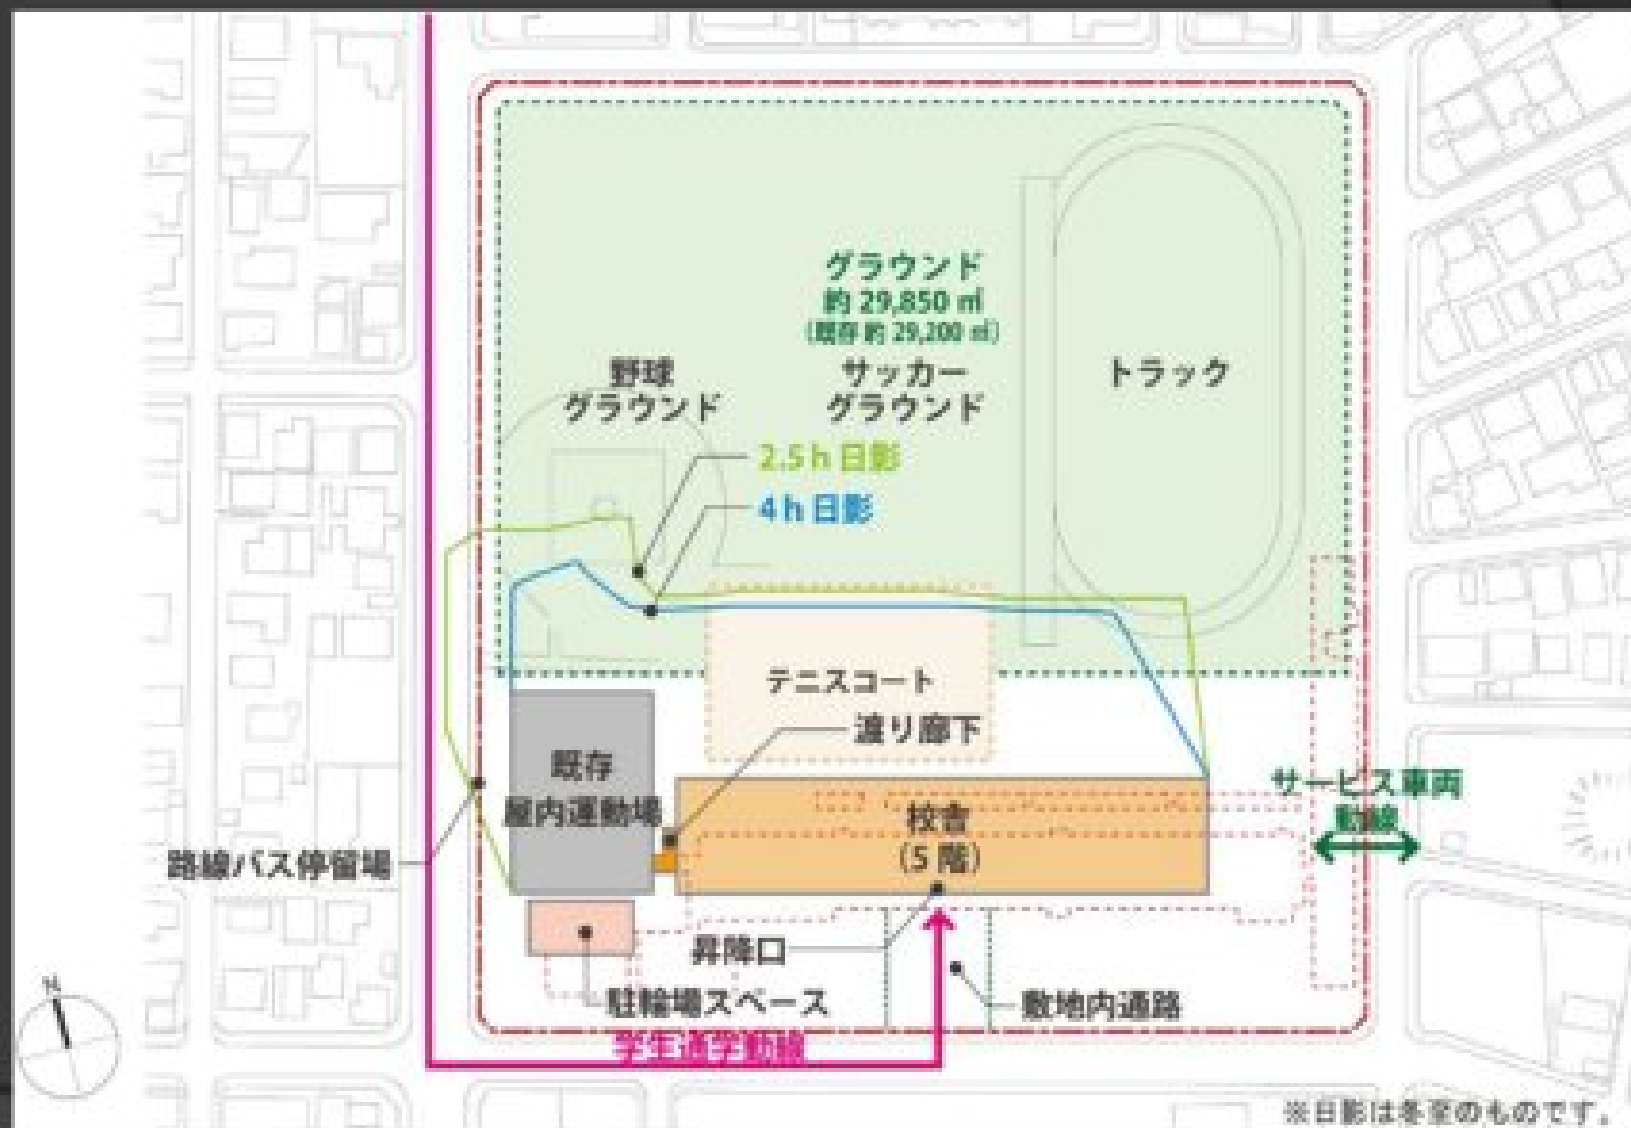 グラウンド
約 29,850 ㎡
(既存 約 29,200 ㎡)
野球
グラウンド
サッカー
グラウンド
トラック
2.5h 日影
4h 日影
テニスコート
渡り廊下
既存
屋内運動場
校舎
(5 階)
サービス車両
動線
路線バス停留場
昇降口
駐輪場スペース
敷地内通路
学生通学動線
N
※日影は冬至のものです。